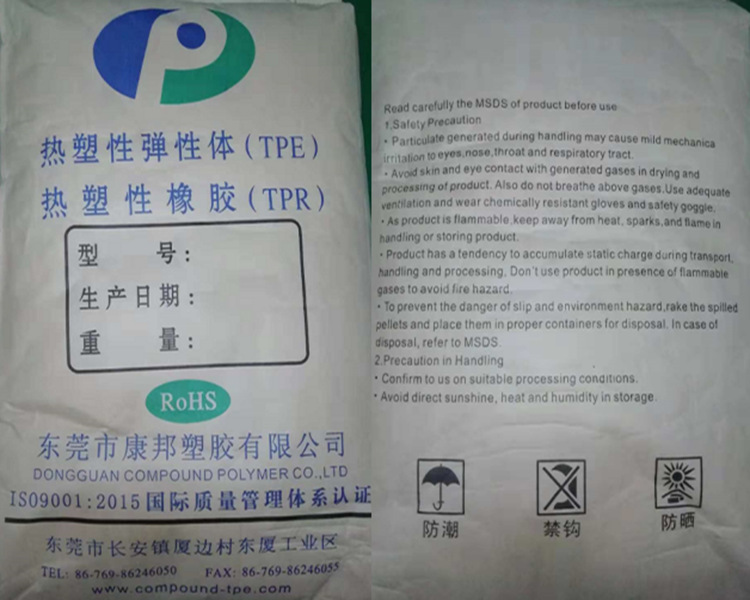 热塑性弹性体(TPE)
热塑性橡胶(TPR)
型 号:
生产日期:
重 量:
RoHS
东莞市康邦塑胶有限公司
DONGGUAN COMPOUND POLYMER CO.,LTD
ISO9001:2015国际质量管理体系认证
东莞市长安镇厦边村东厦工业区
TEL: 86-769-86246050 FAX: 86-769-86246055
www.compound-tpe.com
Read carefully the MSDS of product before use
1.Safety Precaution
· Particulate generated during handling may cause mild mechanica
irritation to eyes,nose,throat and respiratory tract.
· Avoid skin and eye contact with generated gases in drying and
processing of product. Also do not breathe above gases.Use adequate
ventilation and wear chemically resistant gloves and safety goggle.
· As product is flammable,keep away from heat, sparks,and flame in
handling or storing product.
· Product has a tendency to accumulate static charge during transport,
handling and processing. Don't use product in presence of flammable
gases to avoid fire hazard.
· To prevent the danger of slip and environment hazard,rake the spilled
pellets and place them in proper containers for disposal. In case of
disposal, refer to MSDS.
2.Precaution in Handling
· Confirm to us on suitable processing conditions.
· Avoid direct sunshine, heat and humidity in storage.
防潮 禁钩 防晒